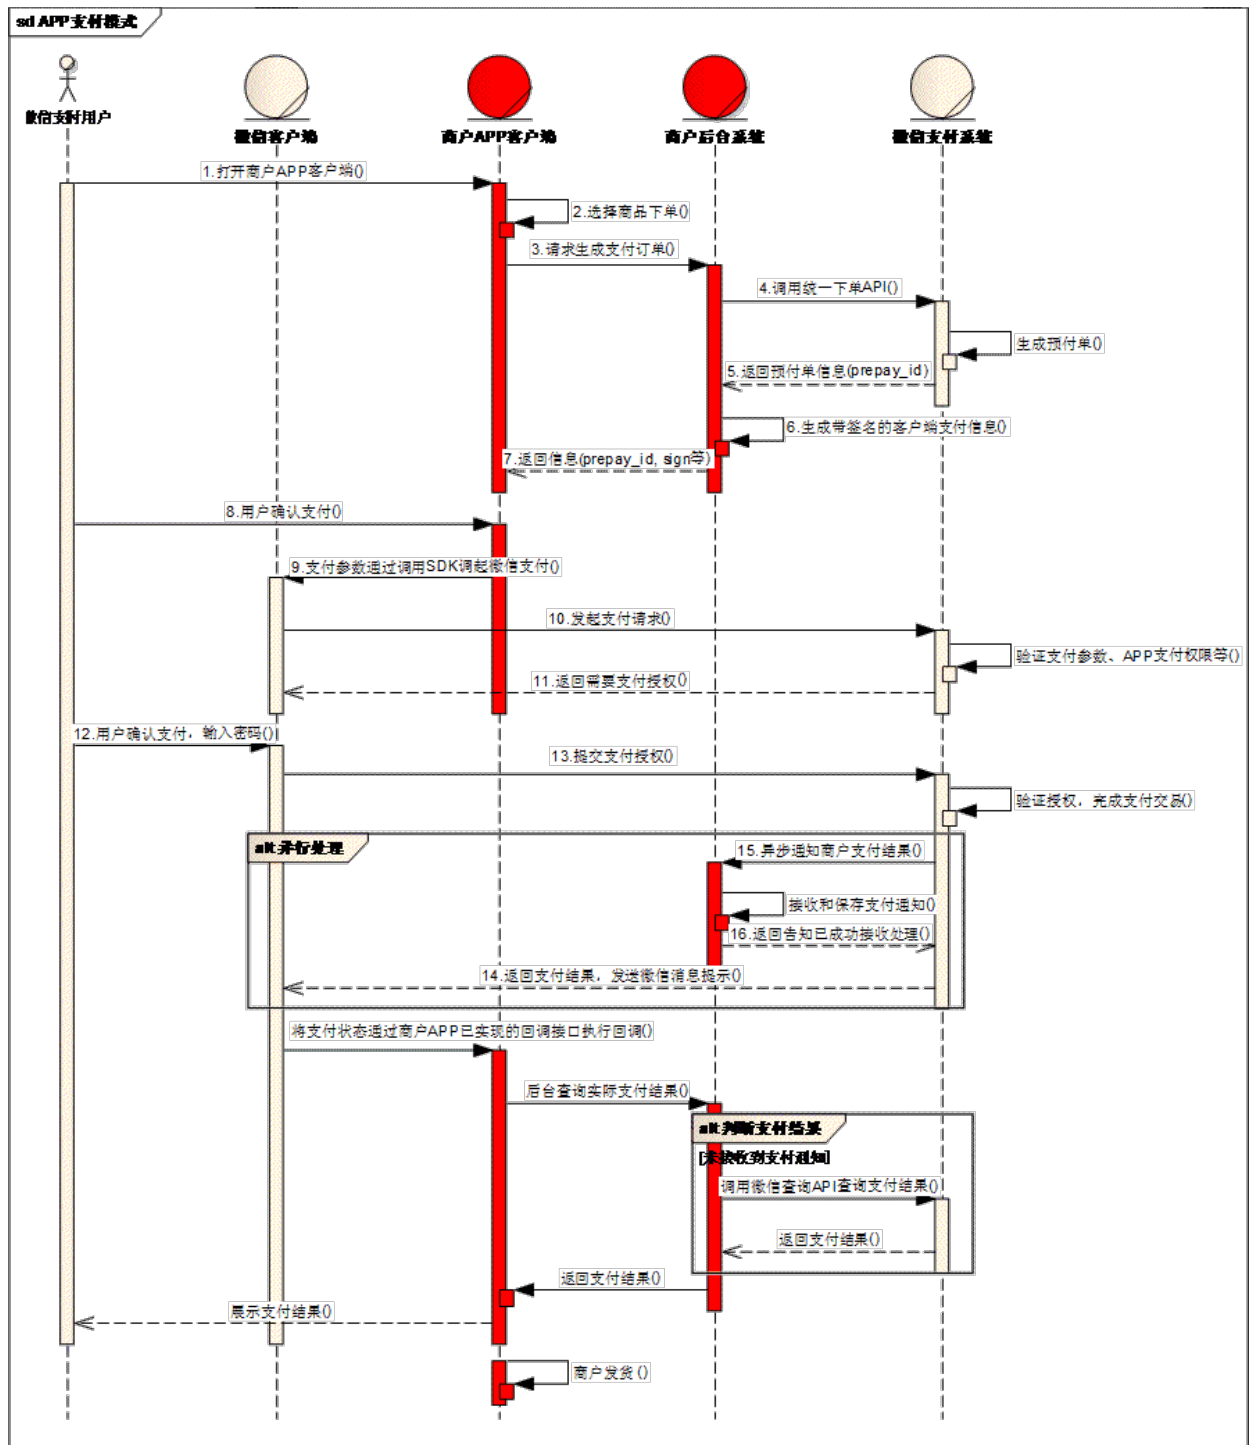 sd APP支付模式
微信支付用户
微信客户端
商户APP客户端
商户后台系统
微信支付系统
1.打开商户APP客户端()
2.选择商品下单()
3.请求生成支付订单()
4.调用统一下单API()
生成预付单()
5.返回预付单信息(prepay_id)
6.生成带签名的客户端支付信息()
7.返回信息(prepay_id, sign等)
8.用户确认支付()
9.支付参数通过调用SDK调起微信支付()
10.发起支付请求()
验证支付参数、APP支付权限等()
11.返回需要支付授权()
12.用户确认支付，输入密码()
13.提交支付授权()
验证授权，完成支付交易()
alt 并行处理
15.异步通知商户支付结果()
接收和保存支付通知()
16.返回告知已成功接收处理()
14.返回支付结果，发送微信消息提示()
将支付状态通过商户APP已实现的回调接口执行回调()
后台查询实际支付结果()
alt 判断支付结果
[未接收到支付通知]
调用微信查询API查询支付结果()
返回支付结果()
返回支付结果()
展示支付结果()
商户发货 ()